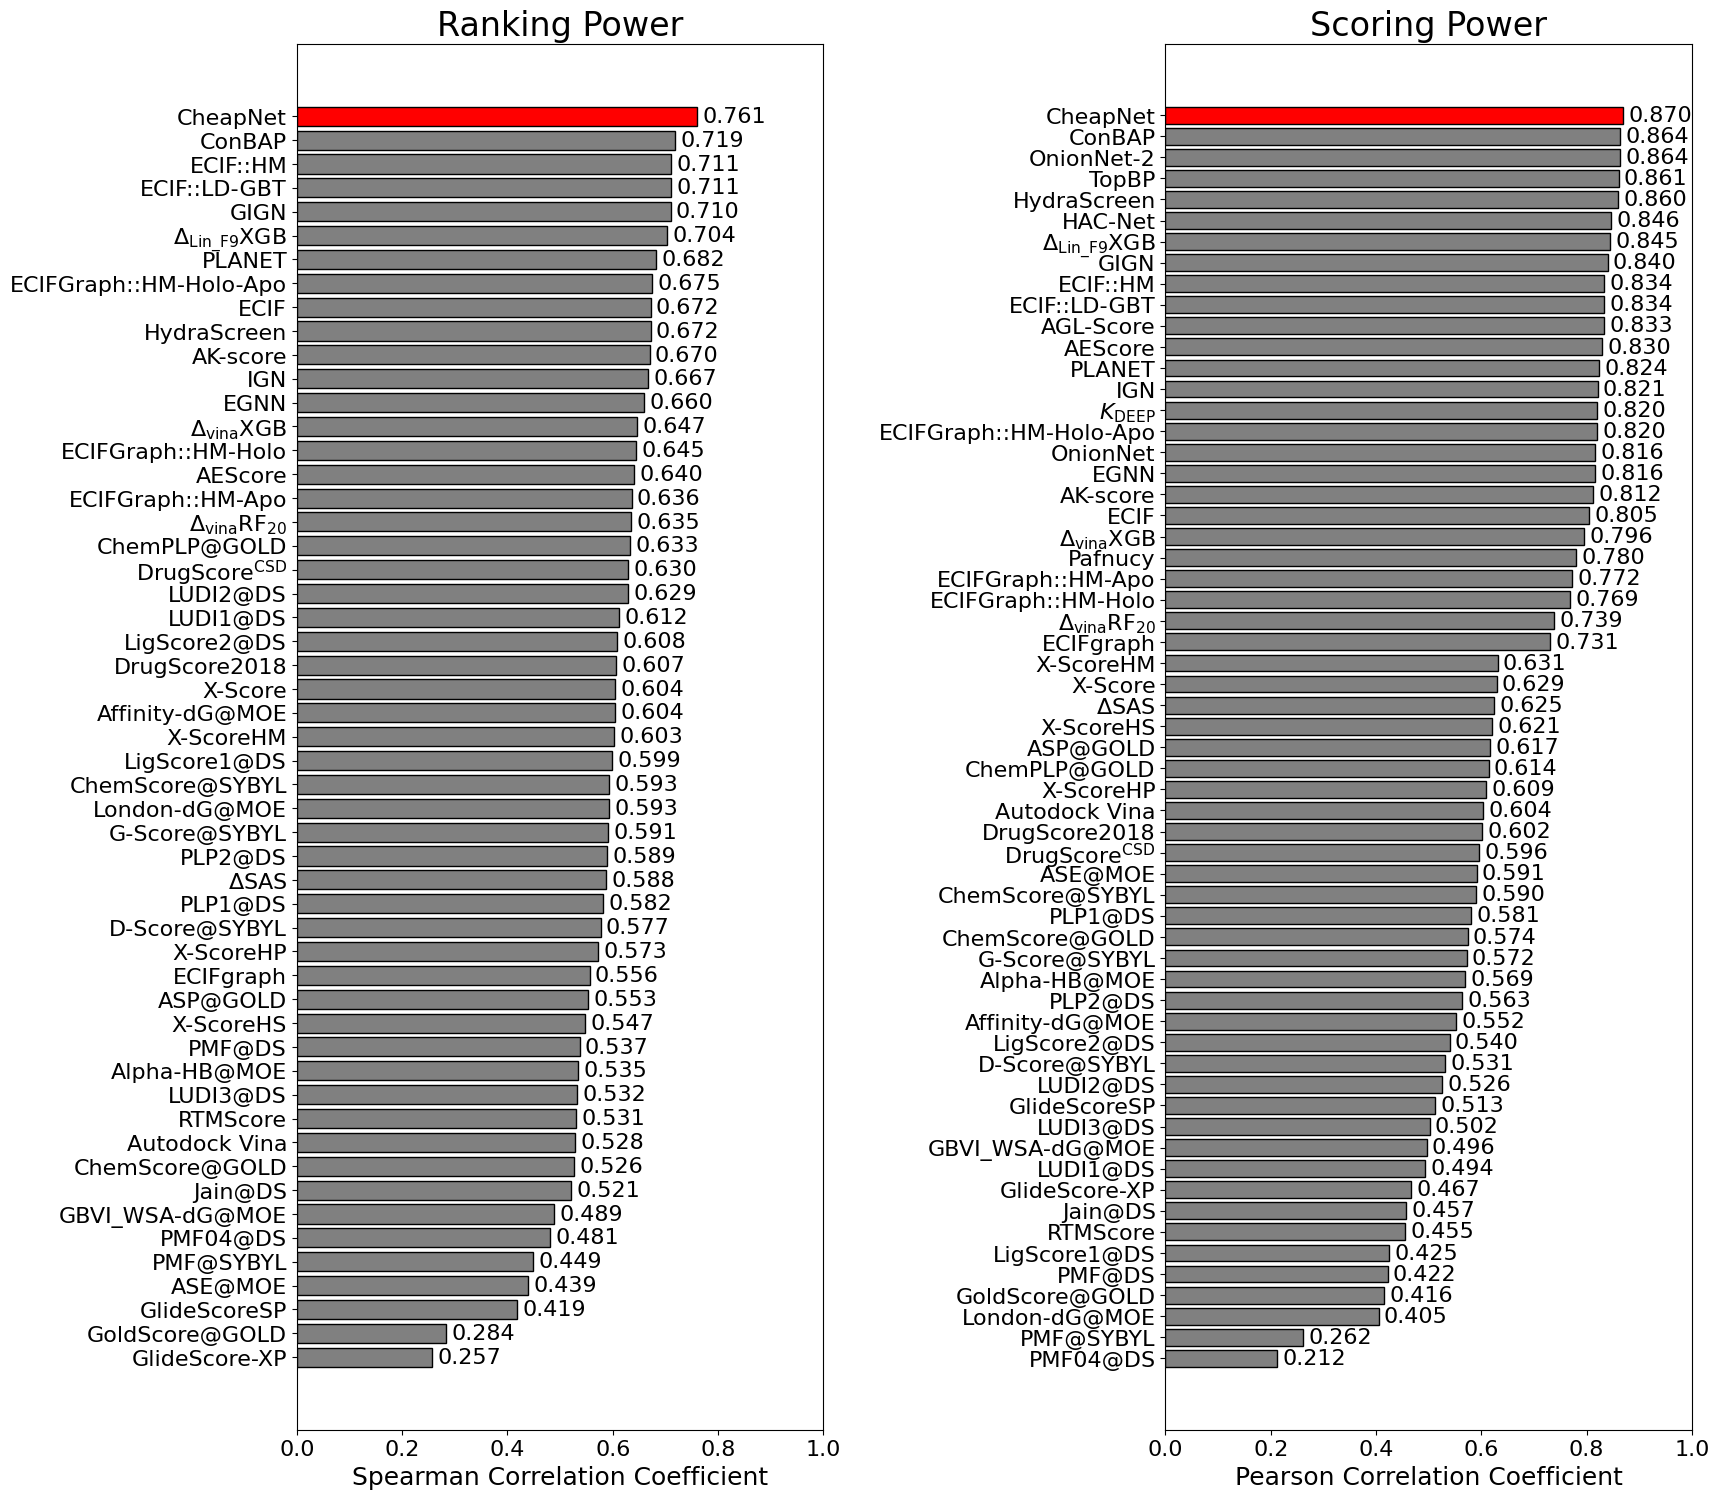 Ranking Power
CheapNet 0.761
ConBAP 0.719
ECIF::HM 0.711
ECIF::LD-GBT 0.711
GIGN 0.710
Δ_Lin_F9XGB 0.704
PLANET 0.682
ECIFGraph::HM-Holo-Apo 0.675
ECIF 0.672
HydraScreen 0.672
AK-score 0.670
IGN 0.667
EGNN 0.660
Δ_vinaXGB 0.647
ECIFGraph::HM-Holo 0.645
AEScore 0.640
ECIFGraph::HM-Apo 0.636
Δ_vinaRF_20 0.635
ChemPLP@GOLD 0.633
DrugScore^CSD 0.630
LUDI2@DS 0.629
LUDI1@DS 0.612
LigScore2@DS 0.608
DrugScore2018 0.607
X-Score 0.604
Affinity-dG@MOE 0.604
X-ScoreHM 0.603
LigScore1@DS 0.599
ChemScore@SYBYL 0.593
London-dG@MOE 0.593
G-Score@SYBYL 0.591
PLP2@DS 0.589
ΔSAS 0.588
PLP1@DS 0.582
D-Score@SYBYL 0.577
X-ScoreHP 0.573
ECIFgraph 0.556
ASP@GOLD 0.553
X-ScoreHS 0.547
PMF@DS 0.537
Alpha-HB@MOE 0.535
LUDI3@DS 0.532
RTMScore 0.531
Autodock Vina 0.528
ChemScore@GOLD 0.526
Jain@DS 0.521
GBVI_WSA-dG@MOE 0.489
PMF04@DS 0.481
PMF@SYBYL 0.449
ASE@MOE 0.439
GlideScoreSP 0.419
GoldScore@GOLD 0.284
GlideScore-XP 0.257
0.0 0.2 0.4 0.6 0.8 1.0
Spearman Correlation Coefficient
Scoring Power
CheapNet 0.870
ConBAP 0.864
OnionNet-2 0.864
TopBP 0.861
HydraScreen 0.860
HAC-Net 0.846
Δ_Lin_F9XGB 0.845
GIGN 0.840
ECIF::HM 0.834
ECIF::LD-GBT 0.834
AGL-Score 0.833
AEScore 0.830
PLANET 0.824
IGN 0.821
K_DEEP 0.820
ECIFGraph::HM-Holo-Apo 0.820
OnionNet 0.816
EGNN 0.816
AK-score 0.812
ECIF 0.805
Δ_vinaXGB 0.796
Pafnucy 0.780
ECIFGraph::HM-Apo 0.772
ECIFGraph::HM-Holo 0.769
Δ_vinaRF_20 0.739
ECIFgraph 0.731
X-ScoreHM 0.631
X-Score 0.629
ΔSAS 0.625
X-ScoreHS 0.621
ASP@GOLD 0.617
ChemPLP@GOLD 0.614
X-ScoreHP 0.609
Autodock Vina 0.604
DrugScore2018 0.602
DrugScore^CSD 0.596
ASE@MOE 0.591
ChemScore@SYBYL 0.590
PLP1@DS 0.581
ChemScore@GOLD 0.574
G-Score@SYBYL 0.572
Alpha-HB@MOE 0.569
PLP2@DS 0.563
Affinity-dG@MOE 0.552
LigScore2@DS 0.540
D-Score@SYBYL 0.531
LUDI2@DS 0.526
GlideScoreSP 0.513
LUDI3@DS 0.502
GBVI_WSA-dG@MOE 0.496
LUDI1@DS 0.494
GlideScore-XP 0.467
Jain@DS 0.457
RTMScore 0.455
LigScore1@DS 0.425
PMF@DS 0.422
GoldScore@GOLD 0.416
London-dG@MOE 0.405
PMF@SYBYL 0.262
PMF04@DS 0.212
0.0 0.2 0.4 0.6 0.8 1.0
Pearson Correlation Coefficient